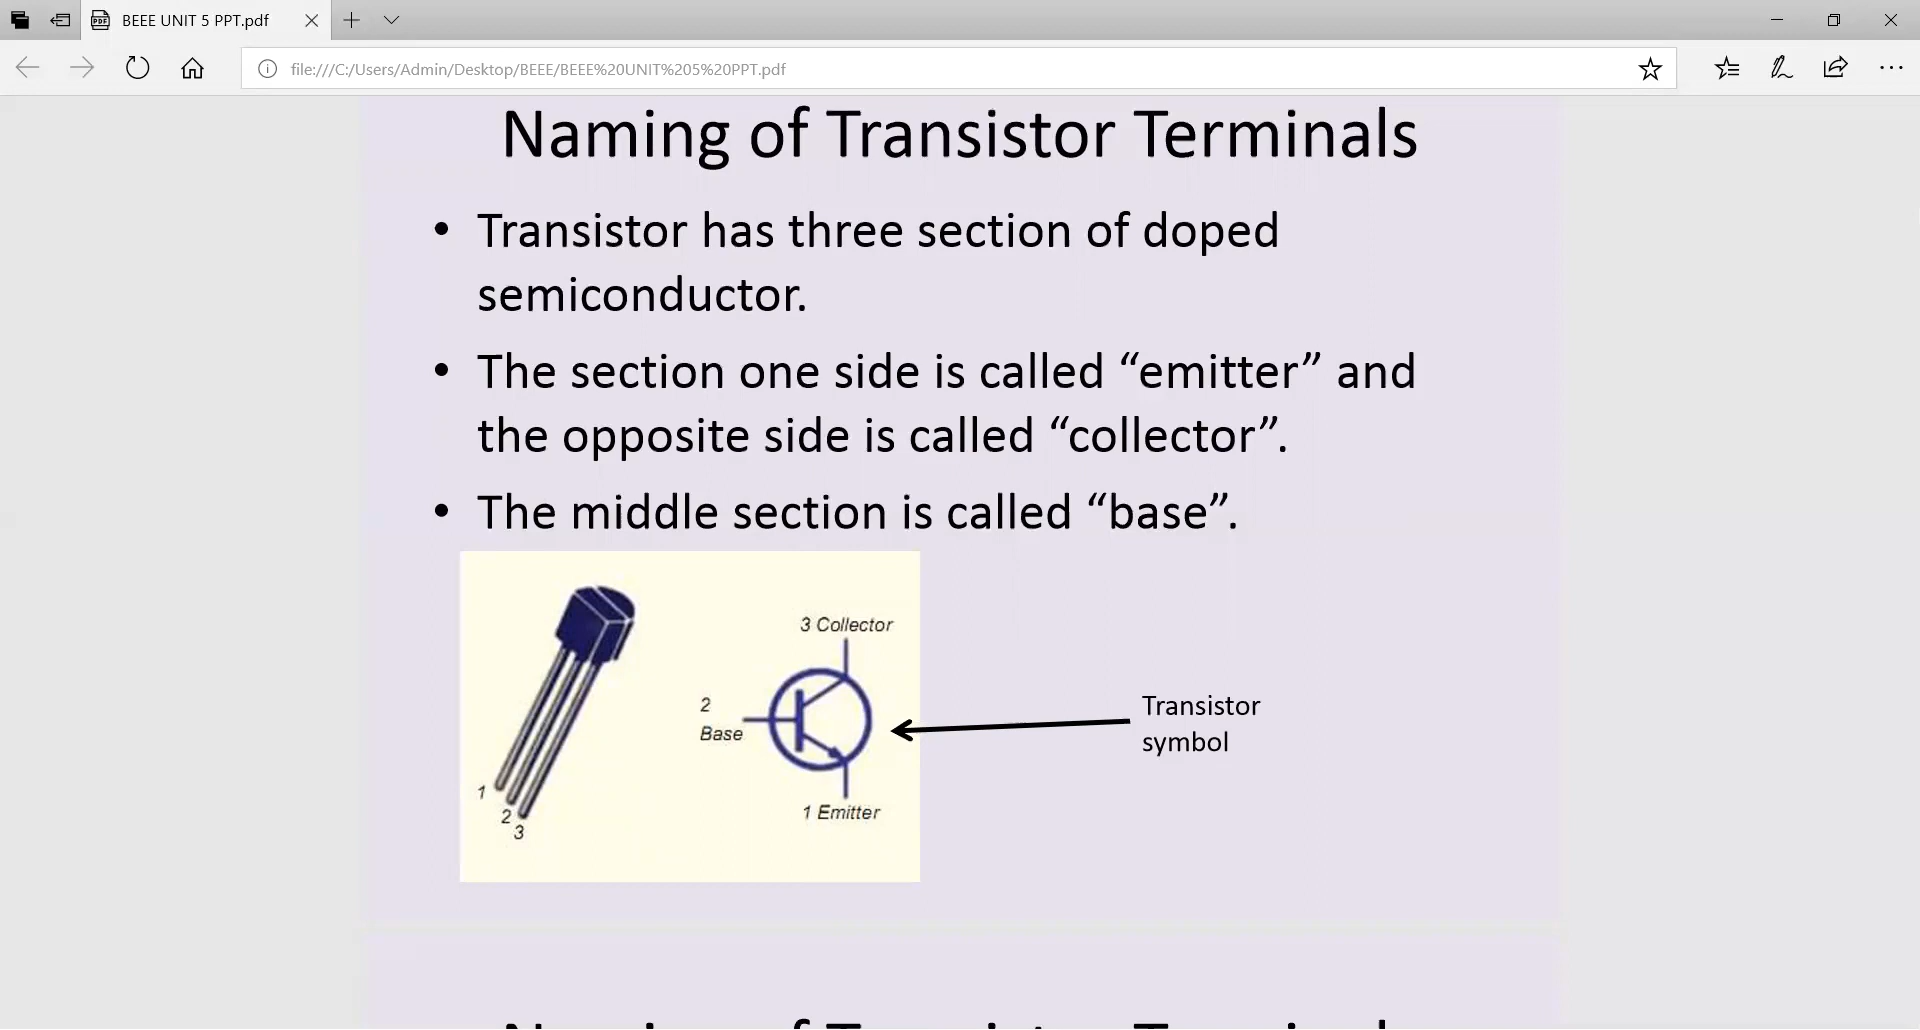 BEEE UNIT 5 PPT.pdf
file:///C:/Users/Admin/Desktop/BEEE/BEEE%20UNIT%205%20PPT.pdf
Naming of Transistor Terminals
• Transistor has three section of doped
semiconductor.
• The section one side is called “emitter” and
the opposite side is called “collector”.
• The middle section is called “base”.
3 Collector
2
Base
1 Emitter
1
2
3
Transistor
symbol